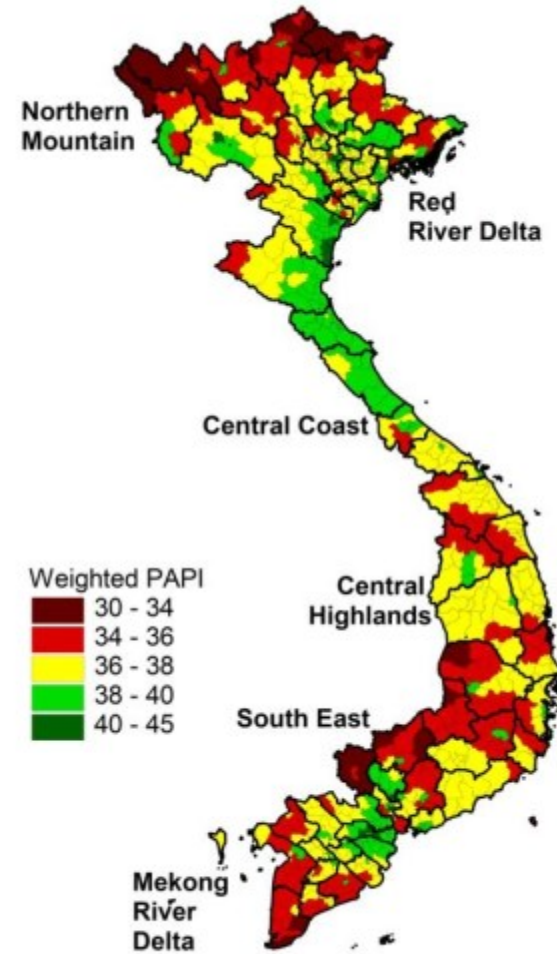 Northern
Mountain
Red
River Delta
Central Coast
Weighted PAPI
30 - 34
34 - 36
36 - 38
38 - 40
40 - 45
Central
Highlands
South East
Mekong
River
Delta